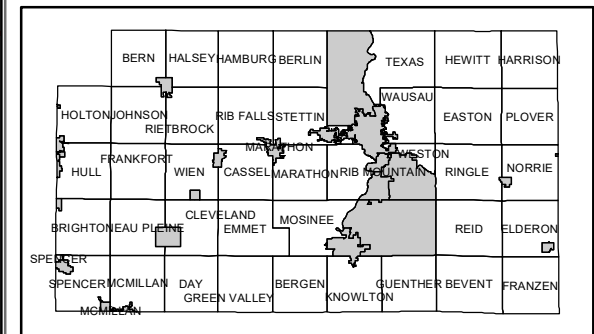 BERN HALSEY HAMBURG BERLIN TEXAS HEWITT HARRISON
WAUSAU
HOLTON JOHNSON RIB FALLS STETTIN EASTON PLOVER
RIETBROCK
MARATHON WESTON
FRANKFORT
HULL WIEN CASSEL MARATHON RIB MOUNTAIN RINGLE NORRIE
CLEVELAND MOSINEE
BRIGHTON EAU PLEINE EMMET REID ELDERON
SPENCER
SPENCER MCMILLAN DAY BERGEN GUENTHER BEVENT FRANZEN
GREEN VALLEY KNOWLTON
MCMILLAN